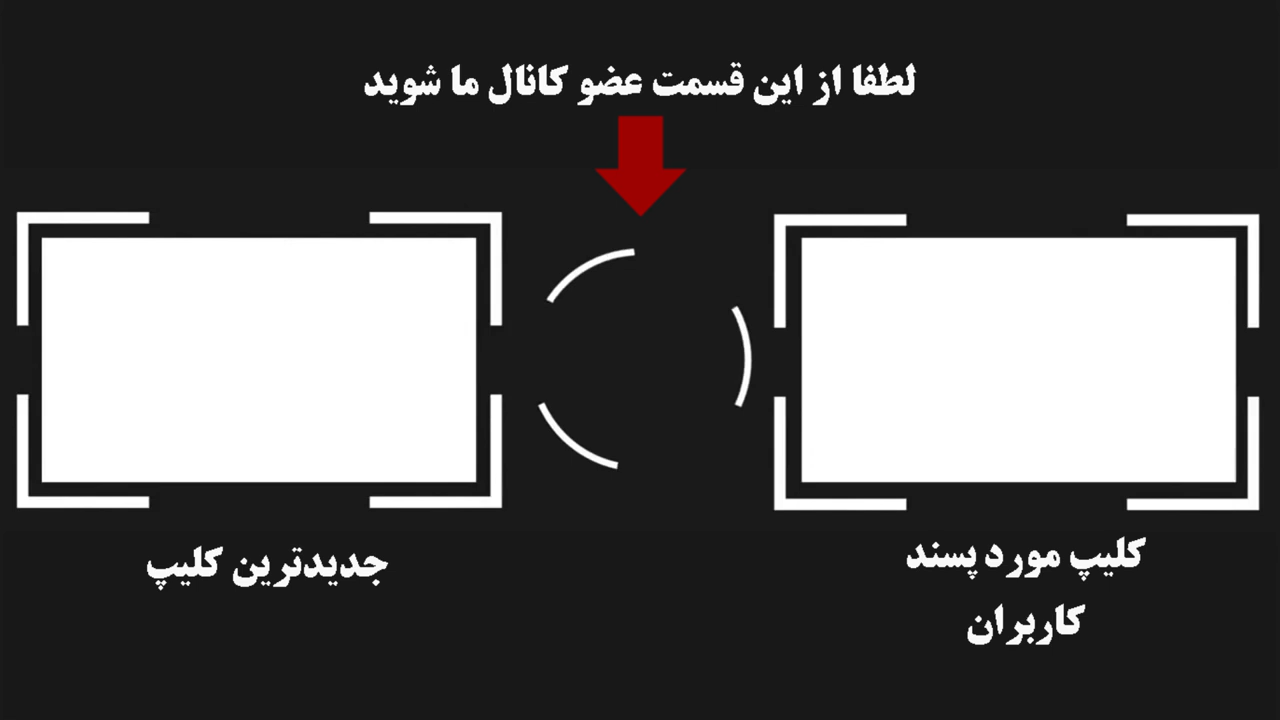 لطفا از این قسمت عضو کانال ما شوید
کلیپ مورد پسند
کاربران
جدیدترین کلیپ